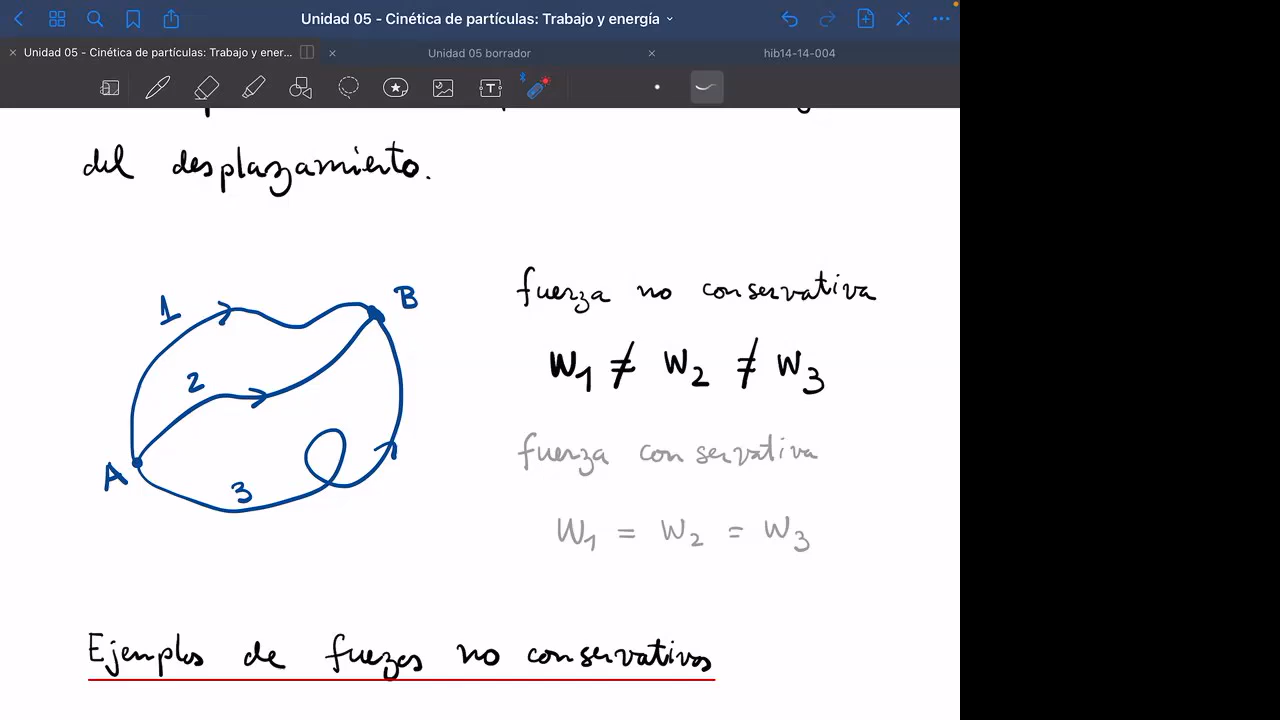 Unidad 05 - Cinética de partículas: Trabajo y energía
Unidad 05 - Cinética de partículas: Trabajo y ener...
Unidad 05 borrador
hib14-14-004
T
del desplazamiento.
fuerza no conservativa
1
B
2
W1 ≠ W2 ≠ W3
fuerza conservativa
A
3
W1 = W2 = W3
Ejemplos de fuezas no conservativas